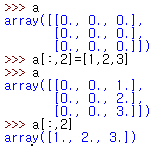 >>> a
array([[0., 0., 0.],
       [0., 0., 0.],
       [0., 0., 0.]])
>>> a[:,2]=[1,2,3]
>>> a
array([[0., 0., 1.],
       [0., 0., 2.],
       [0., 0., 3.]])
>>> a[:,2]
array([1., 2., 3.])